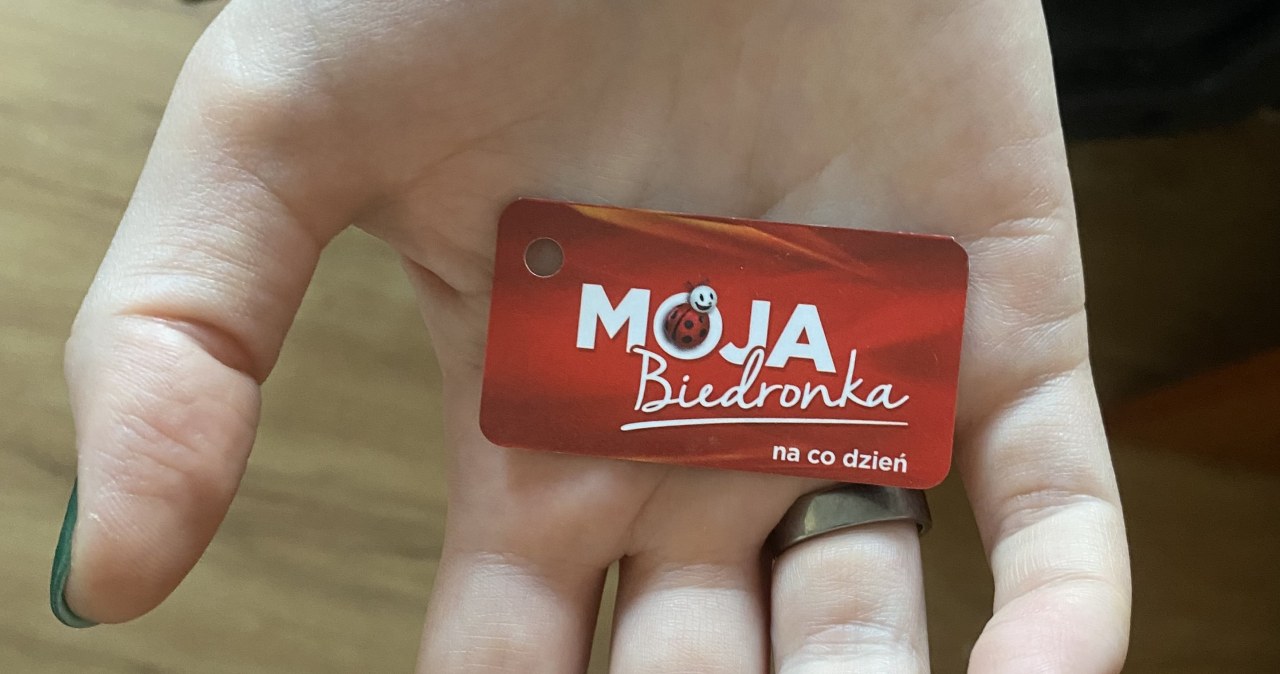 MOJA
Biedronka
na co dzień